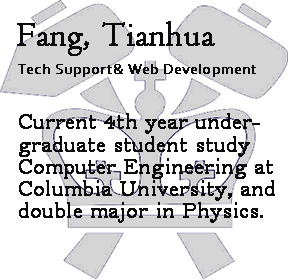 Fang, Tianhua
Tech Support& Web Development
Current 4th year under-
graduate student study
Computer Engineering at
Columbia University, and
double major in Physics.